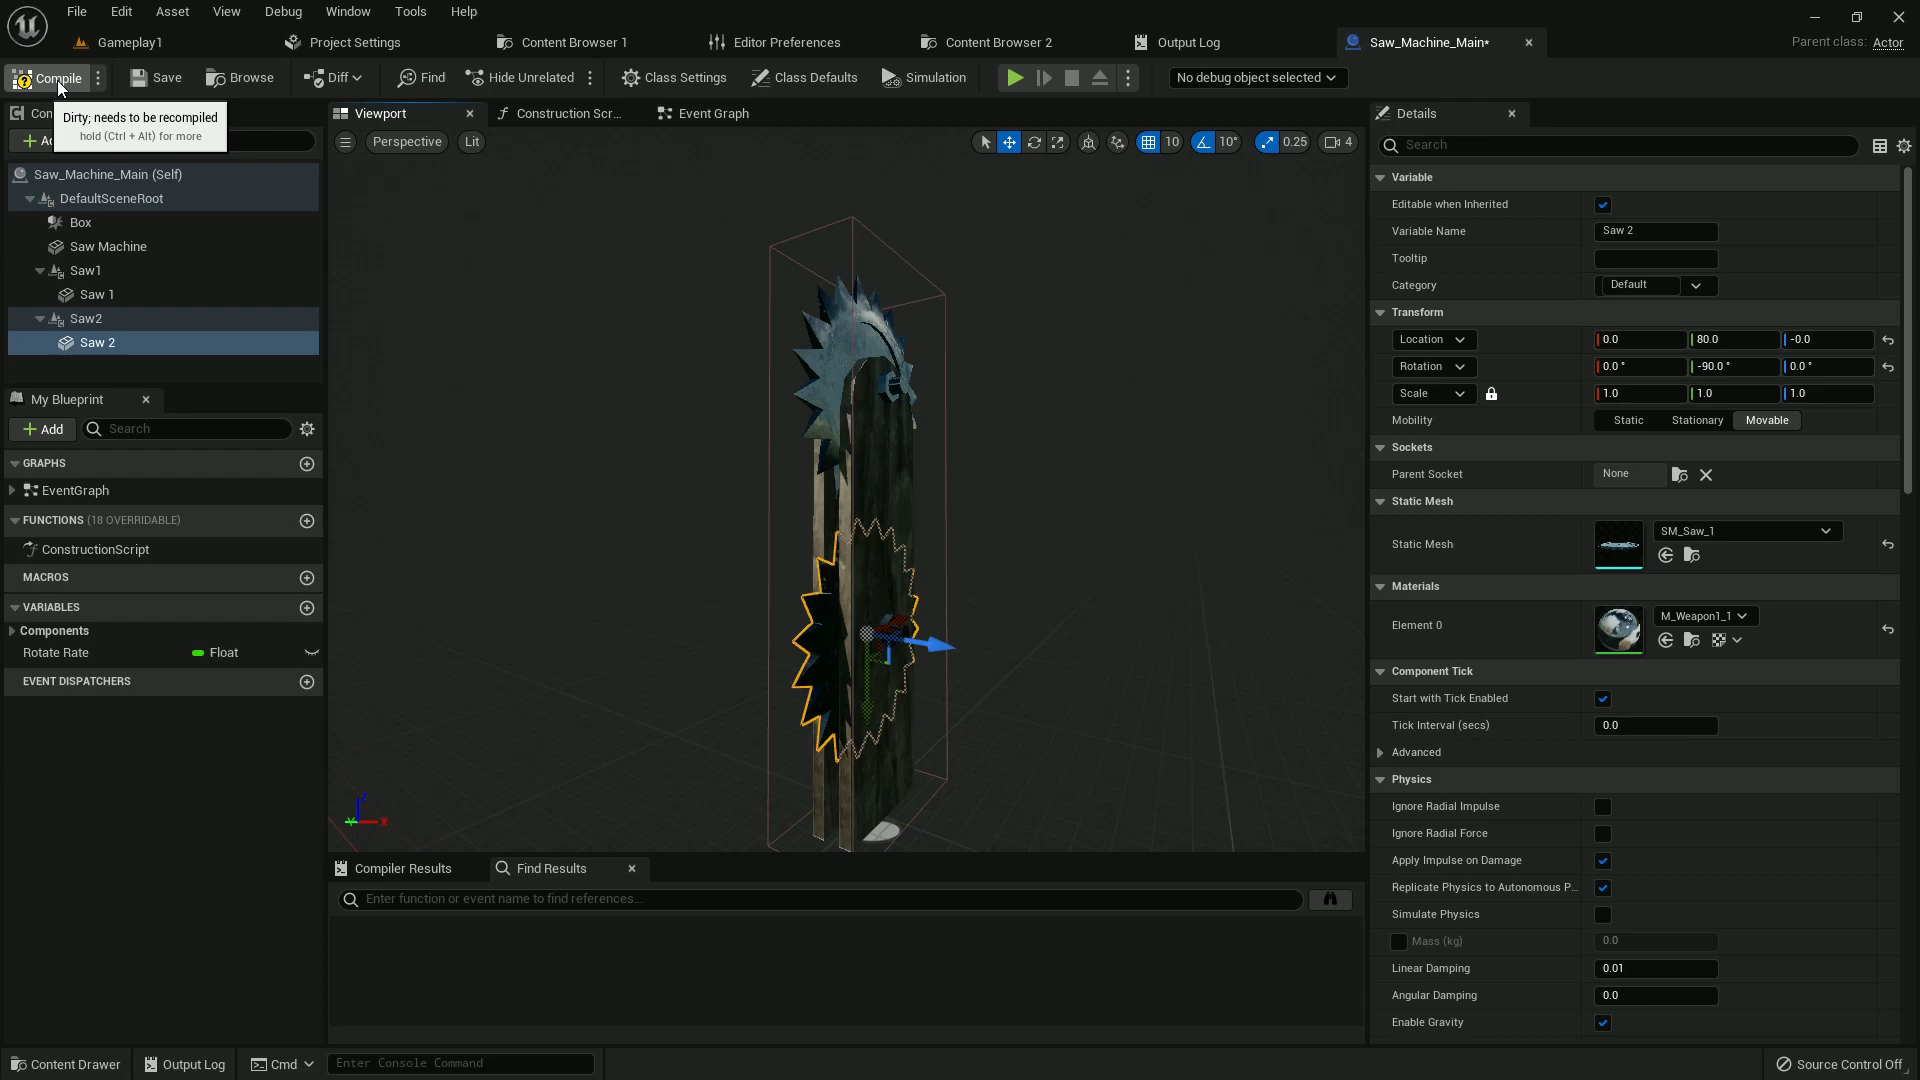 File Edit Asset View Debug Window Tools Help
Gameplay1 Project Settings Content Browser 1 Editor Preferences Content Browser 2 Output Log Saw_Machine_Main* Parent class: Actor
Compile Save Browse Diff Find Hide Unrelated Class Settings Class Defaults Simulation No debug object selected
Dirty; needs to be recompiled
hold (Ctrl + Alt) for more
Viewport Construction Scr... Event Graph Details
Perspective Lit 10 10° 0.25 4 Search
Saw_Machine_Main (Self)
DefaultSceneRoot
Box
Saw Machine
Saw1
Saw 1
Saw2
Saw 2
My Blueprint
Add Search
GRAPHS
EventGraph
FUNCTIONS (18 OVERRIDABLE)
ConstructionScript
MACROS
VARIABLES
Components
Rotate Rate Float
EVENT DISPATCHERS
Z
Y X
Compiler Results Find Results
Enter function or event name to find references...
Variable
Editable when Inherited
Variable Name Saw 2
Tooltip
Category Default
Transform
Location 0.0 80.0 -0.0
Rotation 0.0 ° -90.0 ° 0.0 °
Scale 1.0 1.0 1.0
Mobility Static Stationary Movable
Sockets
Parent Socket None
Static Mesh
Static Mesh SM_Saw_1
Materials
Element 0 M_Weapon1_1
Component Tick
Start with Tick Enabled
Tick Interval (secs) 0.0
Advanced
Physics
Ignore Radial Impulse
Ignore Radial Force
Apply Impulse on Damage
Replicate Physics to Autonomous P...
Simulate Physics
Mass (kg) 0.0
Linear Damping 0.01
Angular Damping 0.0
Enable Gravity
Content Drawer Output Log Cmd Enter Console Command Source Control Off